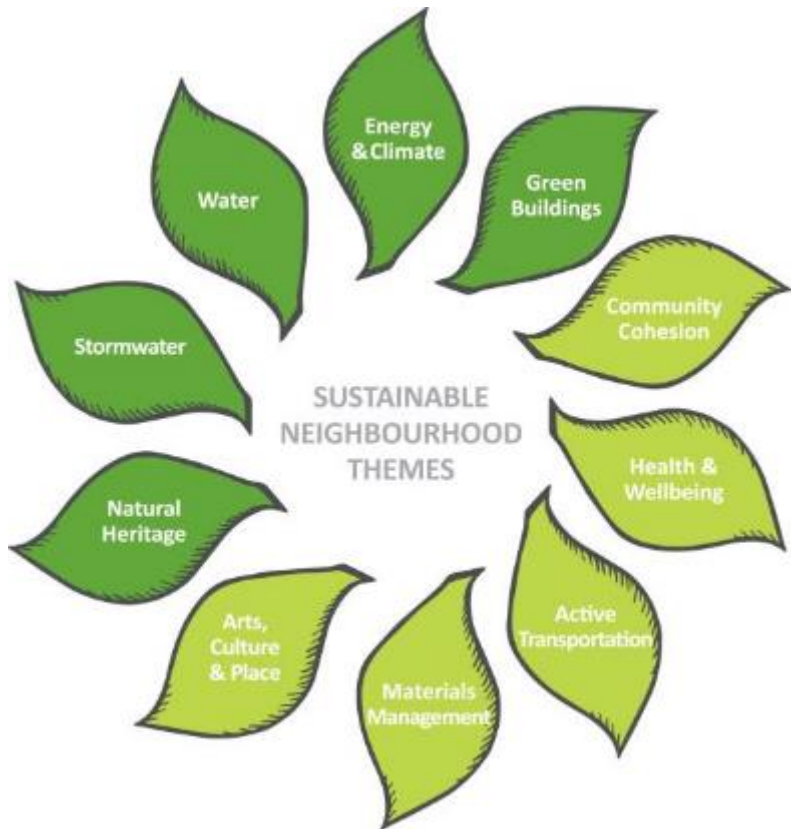 Energy
& Climate
Green
Buildings
Community
Cohesion
Health &
Wellbeing
Active
Transportation
Materials
Management
Arts,
Culture
& Place
Natural
Heritage
Stormwater
Water
SUSTAINABLE
NEIGHBOURHOOD
THEMES